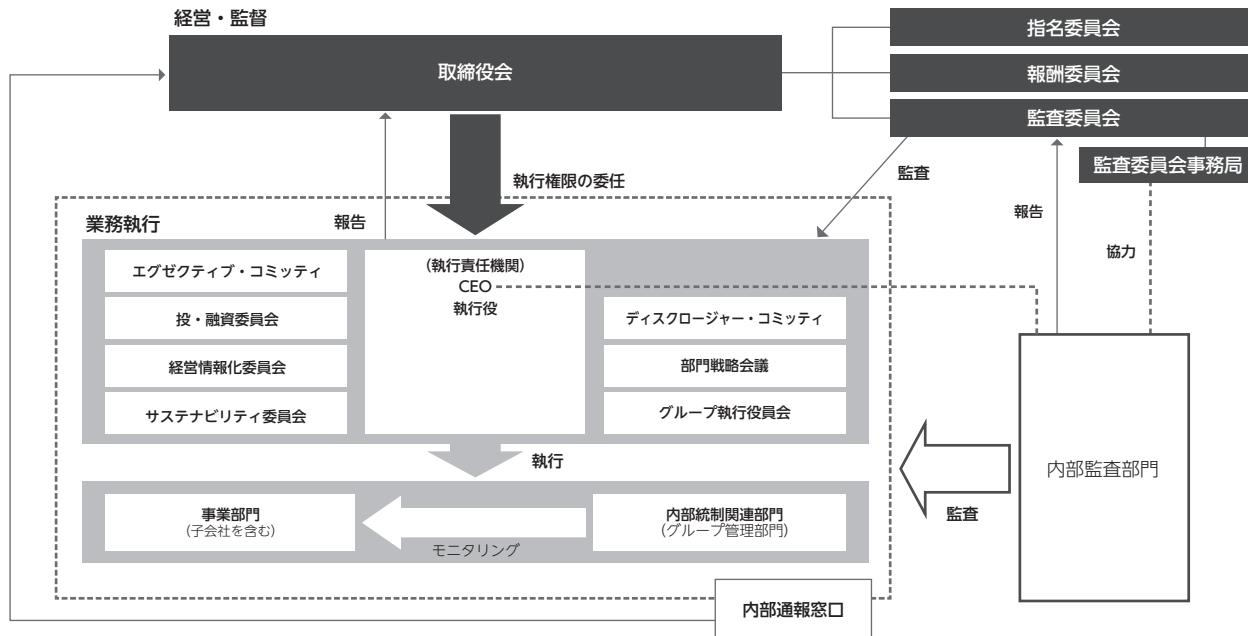 経営・監督
取締役会
指名委員会
報酬委員会
監査委員会
監査委員会事務局
執行権限の委任
監査
報告
協力
業務執行
報告
エグゼクティブ・コミッティ
投・融資委員会
経営情報化委員会
サステナビリティ委員会
(執行責任機関)
CEO
執行役
ディスクロージャー・コミッティ
部門戦略会議
グループ執行役員会
執行
事業部門
(子会社を含む)
モニタリング
内部統制関連部門
(グループ管理部門)
監査
内部監査部門
内部通報窓口